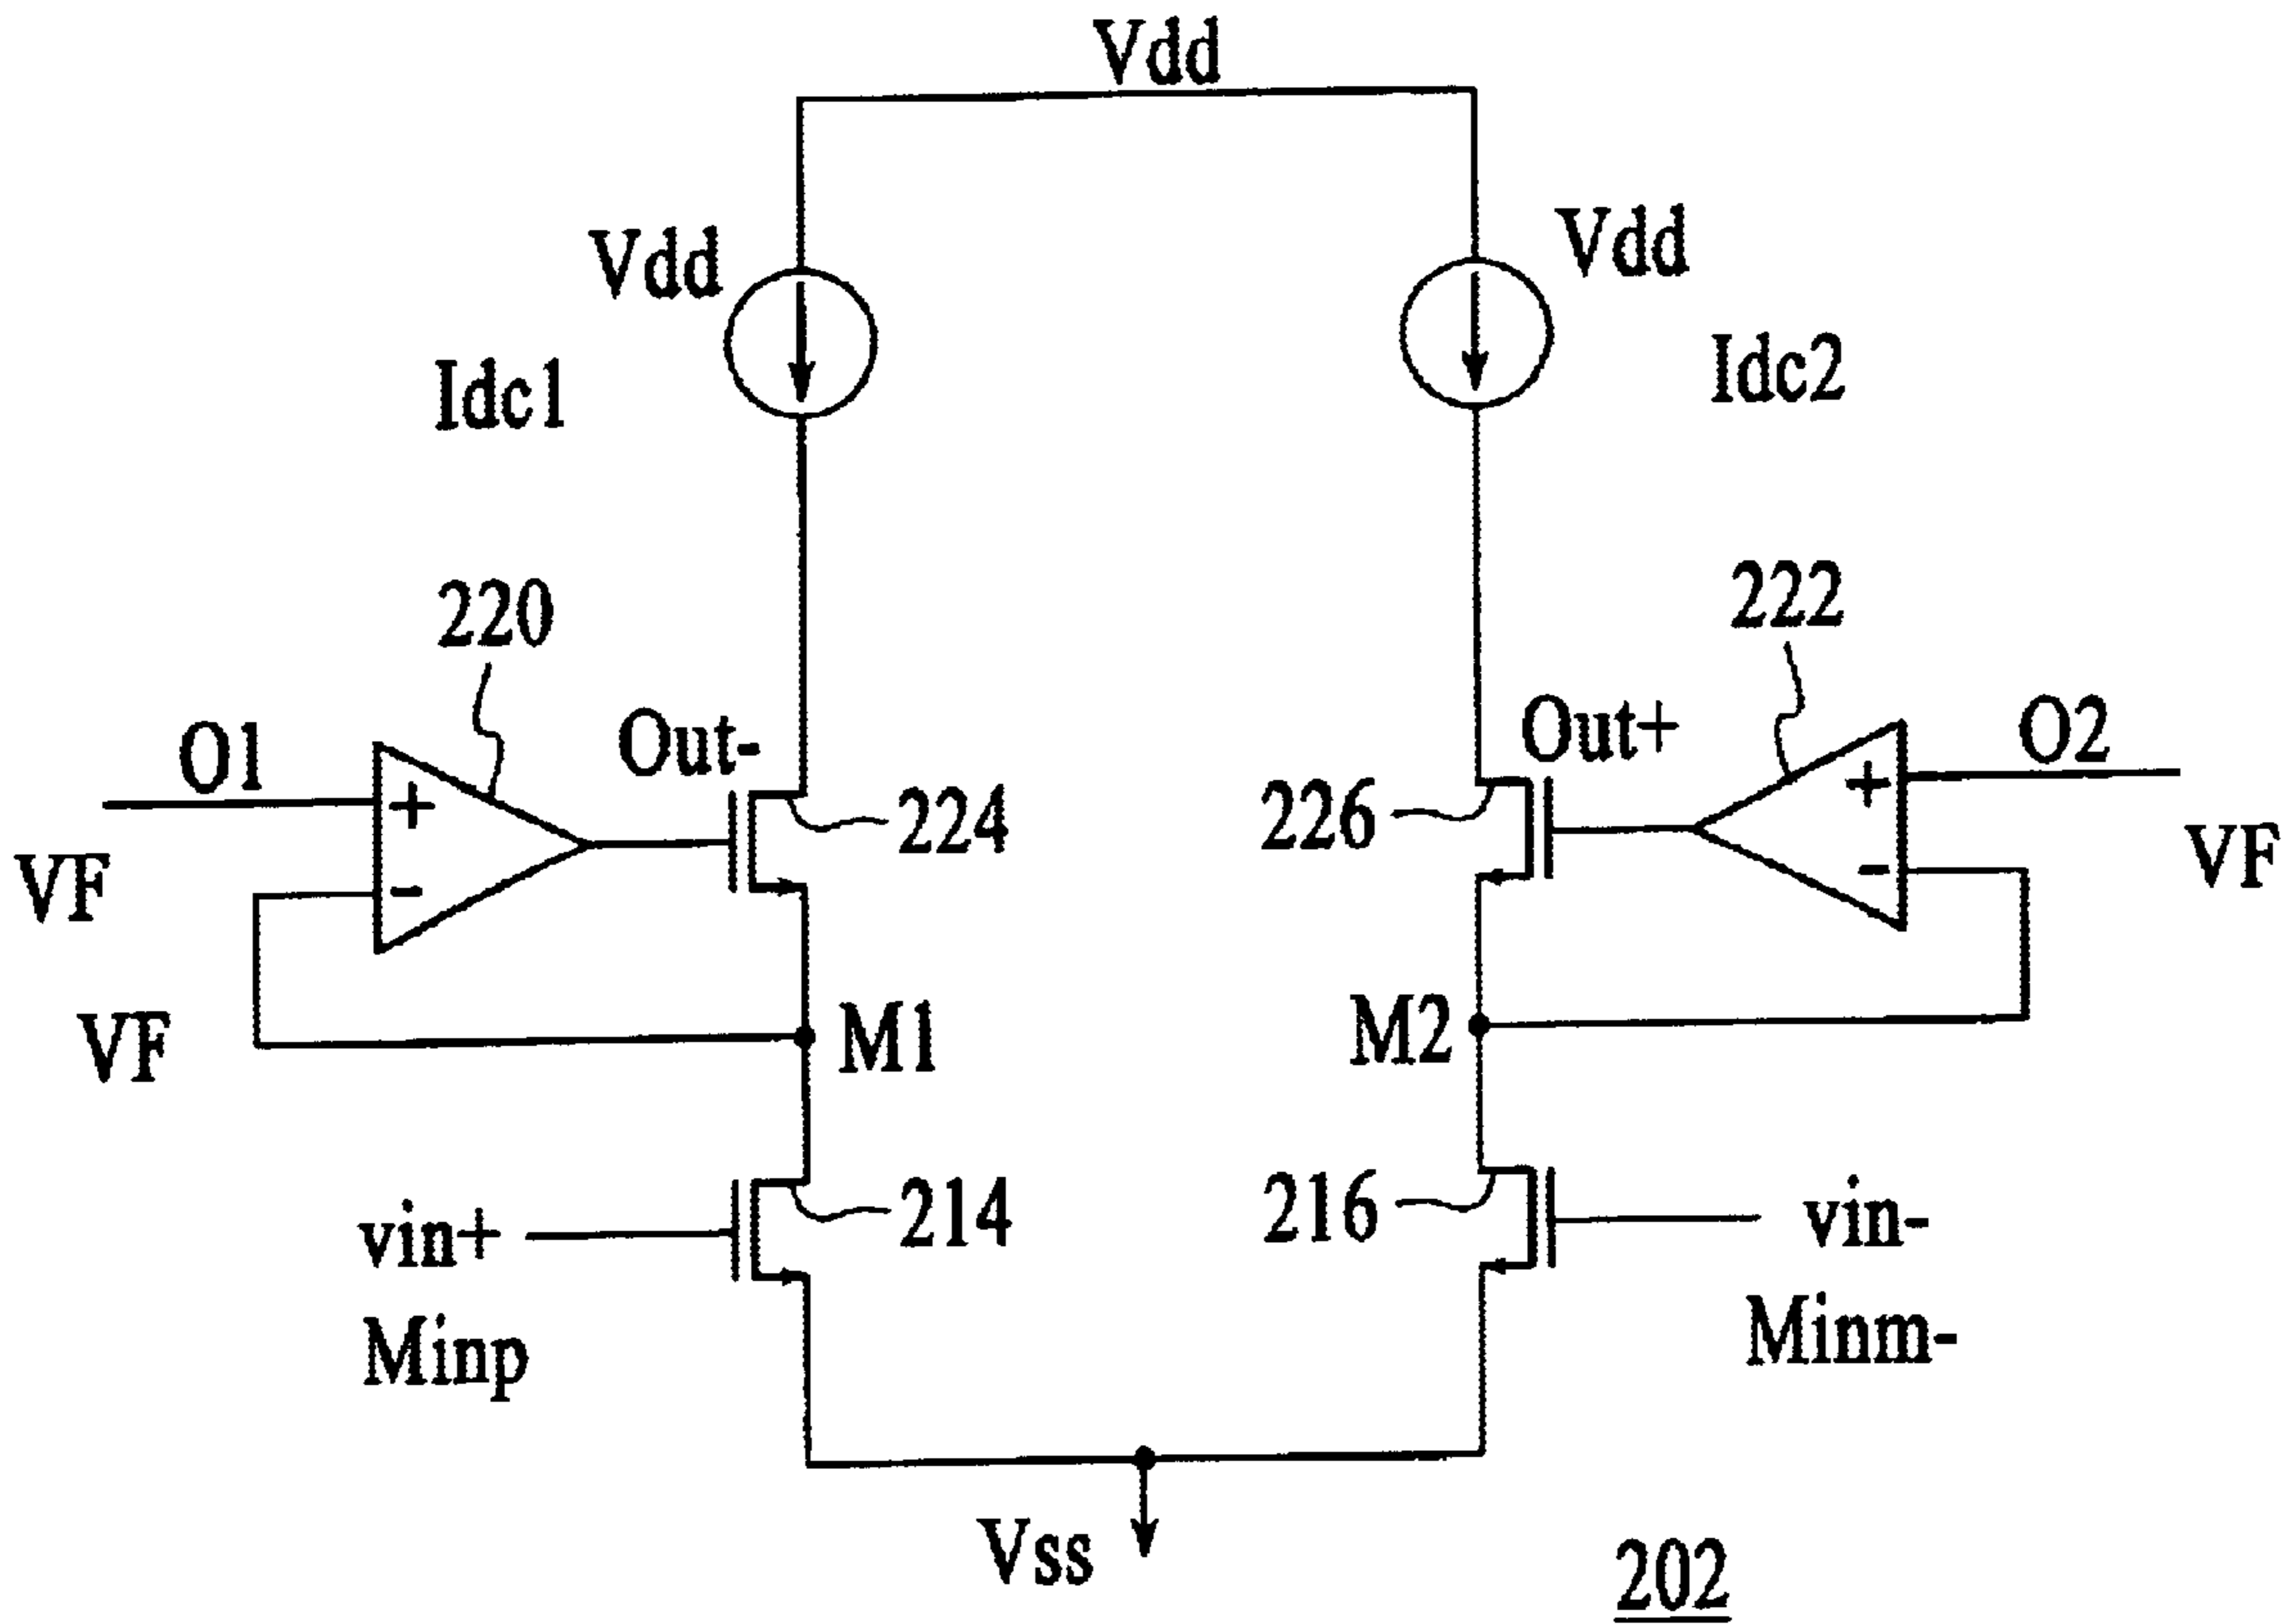 Vdd
Vdd
Vdd
Idc1
Idc2
220
222
O1
Out-
Out+
O2
+
+
224
226
VF
-
-
VF
VF
M1
M2
vin+
214
216
vin-
Minp
Minm-
Vss
202